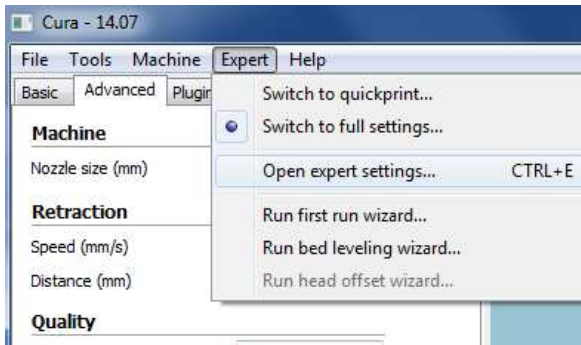 Cura - 14.07
File Tools Machine Expert Help
Basic Advanced
Switch to quickprint...
Switch to full settings...
Machine
Nozzle size (mm)
Open expert settings... CTRL+E
Retraction
Run first run wizard...
Speed (mm/s)
Run bed leveling wizard...
Distance (mm)
Run head offset wizard...
Quality